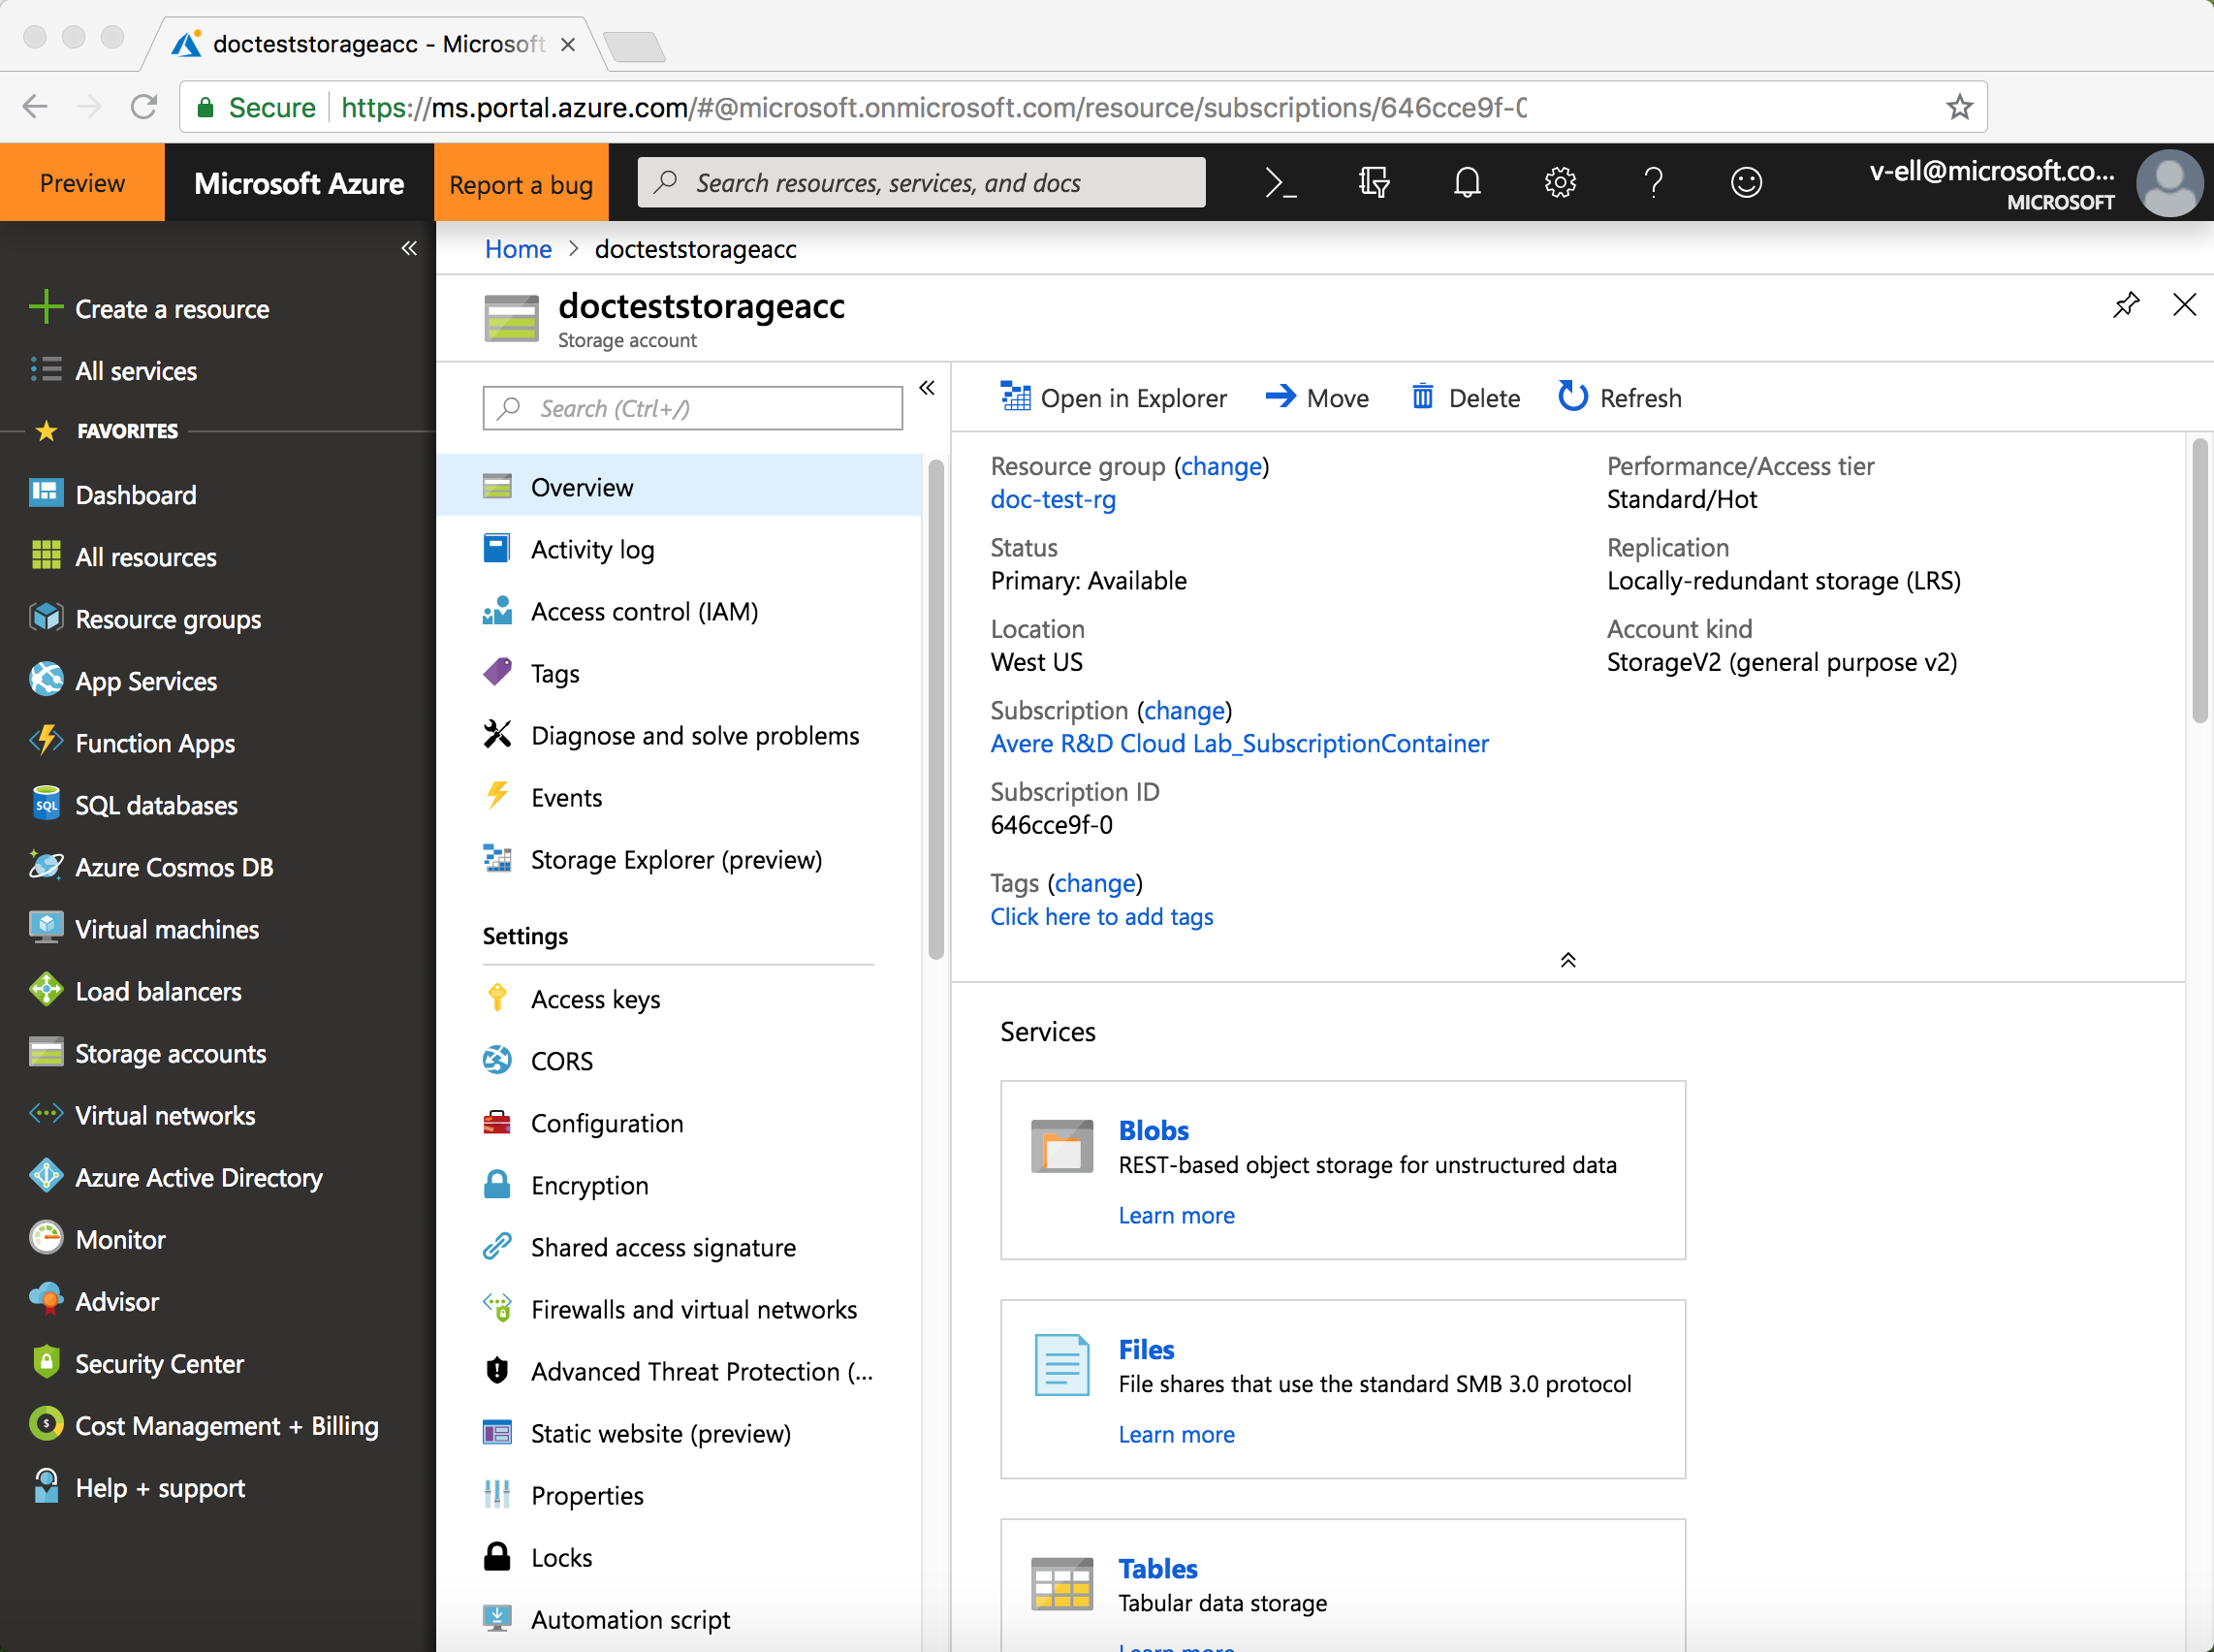 docteststorageacc - Microsoft
Secure https://ms.portal.azure.com/#@microsoft.onmicrosoft.com/resource/subscriptions/646cce9f-0
Preview Microsoft Azure Report a bug Search resources, services, and docs v-ell@microsoft.co...
MICROSOFT
Home > docteststorageacc
docteststorageacc
Storage account
Create a resource
All services
FAVORITES
Dashboard
All resources
Resource groups
App Services
Function Apps
SQL databases
Azure Cosmos DB
Virtual machines
Load balancers
Storage accounts
Virtual networks
Azure Active Directory
Monitor
Advisor
Security Center
Cost Management + Billing
Help + support
Search (Ctrl+/)
Overview
Activity log
Access control (IAM)
Tags
Diagnose and solve problems
Events
Storage Explorer (preview)
Settings
Access keys
CORS
Configuration
Encryption
Shared access signature
Firewalls and virtual networks
Advanced Threat Protection (...
Static website (preview)
Properties
Locks
Automation script
Open in Explorer Move Delete Refresh
Resource group (change)
doc-test-rg
Status
Primary: Available
Location
West US
Subscription (change)
Avere R&D Cloud Lab_SubscriptionContainer
Subscription ID
646cce9f-0
Tags (change)
Click here to add tags
Performance/Access tier
Standard/Hot
Replication
Locally-redundant storage (LRS)
Account kind
StorageV2 (general purpose v2)
Services
Blobs
REST-based object storage for unstructured data
Learn more
Files
File shares that use the standard SMB 3.0 protocol
Learn more
Tables
Tabular data storage
Learn more